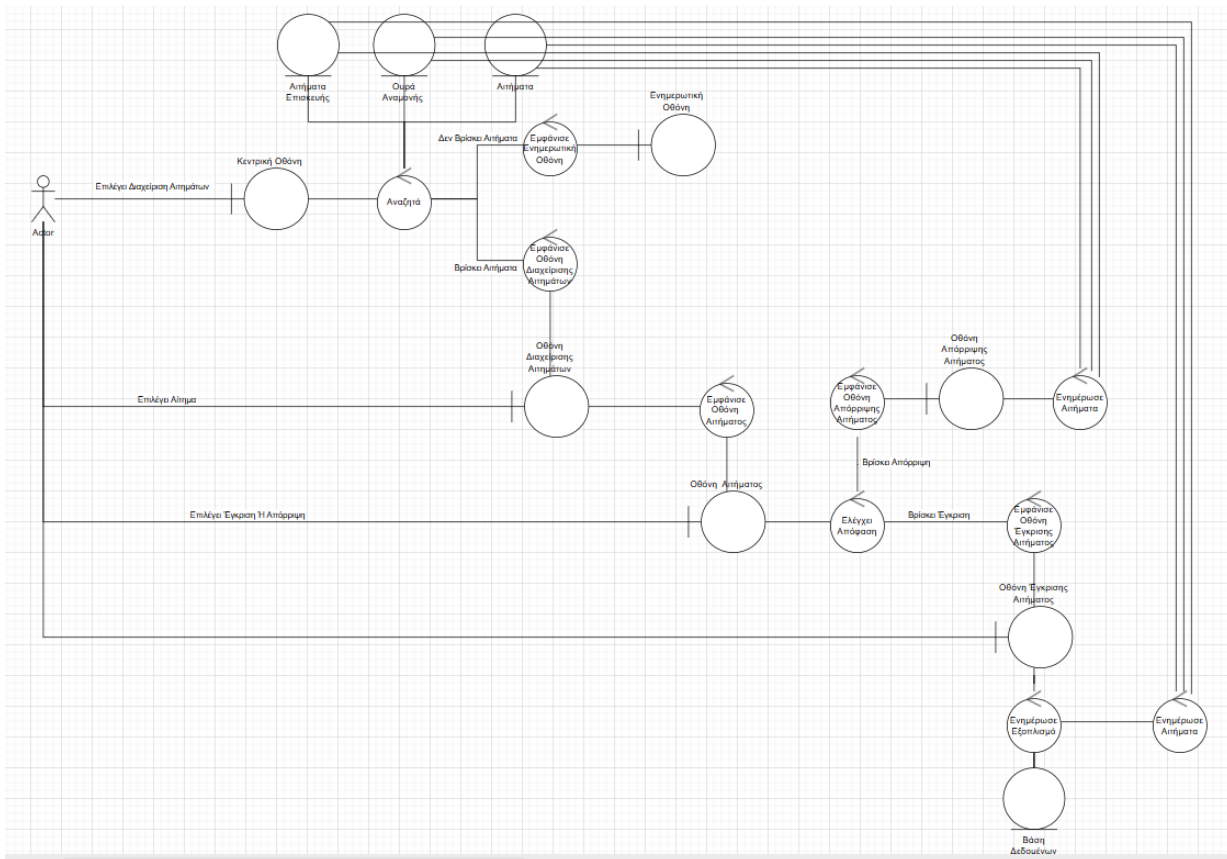 Αιτήματα
Επισκευής
Ουρά
Αναμονής
Αιτήματα
Ενημερωτική
Οθόνη
Δεν Βρίσκει Αιτήματα
Εμφάνισε
Ενημερωτική
Οθόνη
Κεντρική Οθόνη
Επιλέγει Διαχείριση Αιτημάτων
Αναζητά
Actor
Βρίσκει Αιτήματα
Εμφάνισε
Οθόνη
Διαχείρισης
Αιτημάτων
Οθόνη
Διαχείρισης
Αιτημάτων
Οθόνη
Απόρριψης
Αιτήματος
Επιλέγει Αίτημα
Εμφάνισε
Οθόνη
Αιτήματος
Εμφάνισε
Οθόνη
Απόρριψης
Αιτήματος
Ενημέρωσε
Αιτήματα
Βρίσκει Απόρριψη
Οθόνη Αιτήματος
Επιλέγει Έγκριση Ή Απόρριψη
Ελέγχει
Απόφαση
Βρίσκει Έγκριση
Εμφάνισε
Οθόνη
Έγκρισης
Αιτήματος
Οθόνη Έγκρισης
Αιτήματος
Ενημέρωσε
Εξοπλισμό
Ενημέρωσε
Αιτήματα
Βάση
Δεδομένων